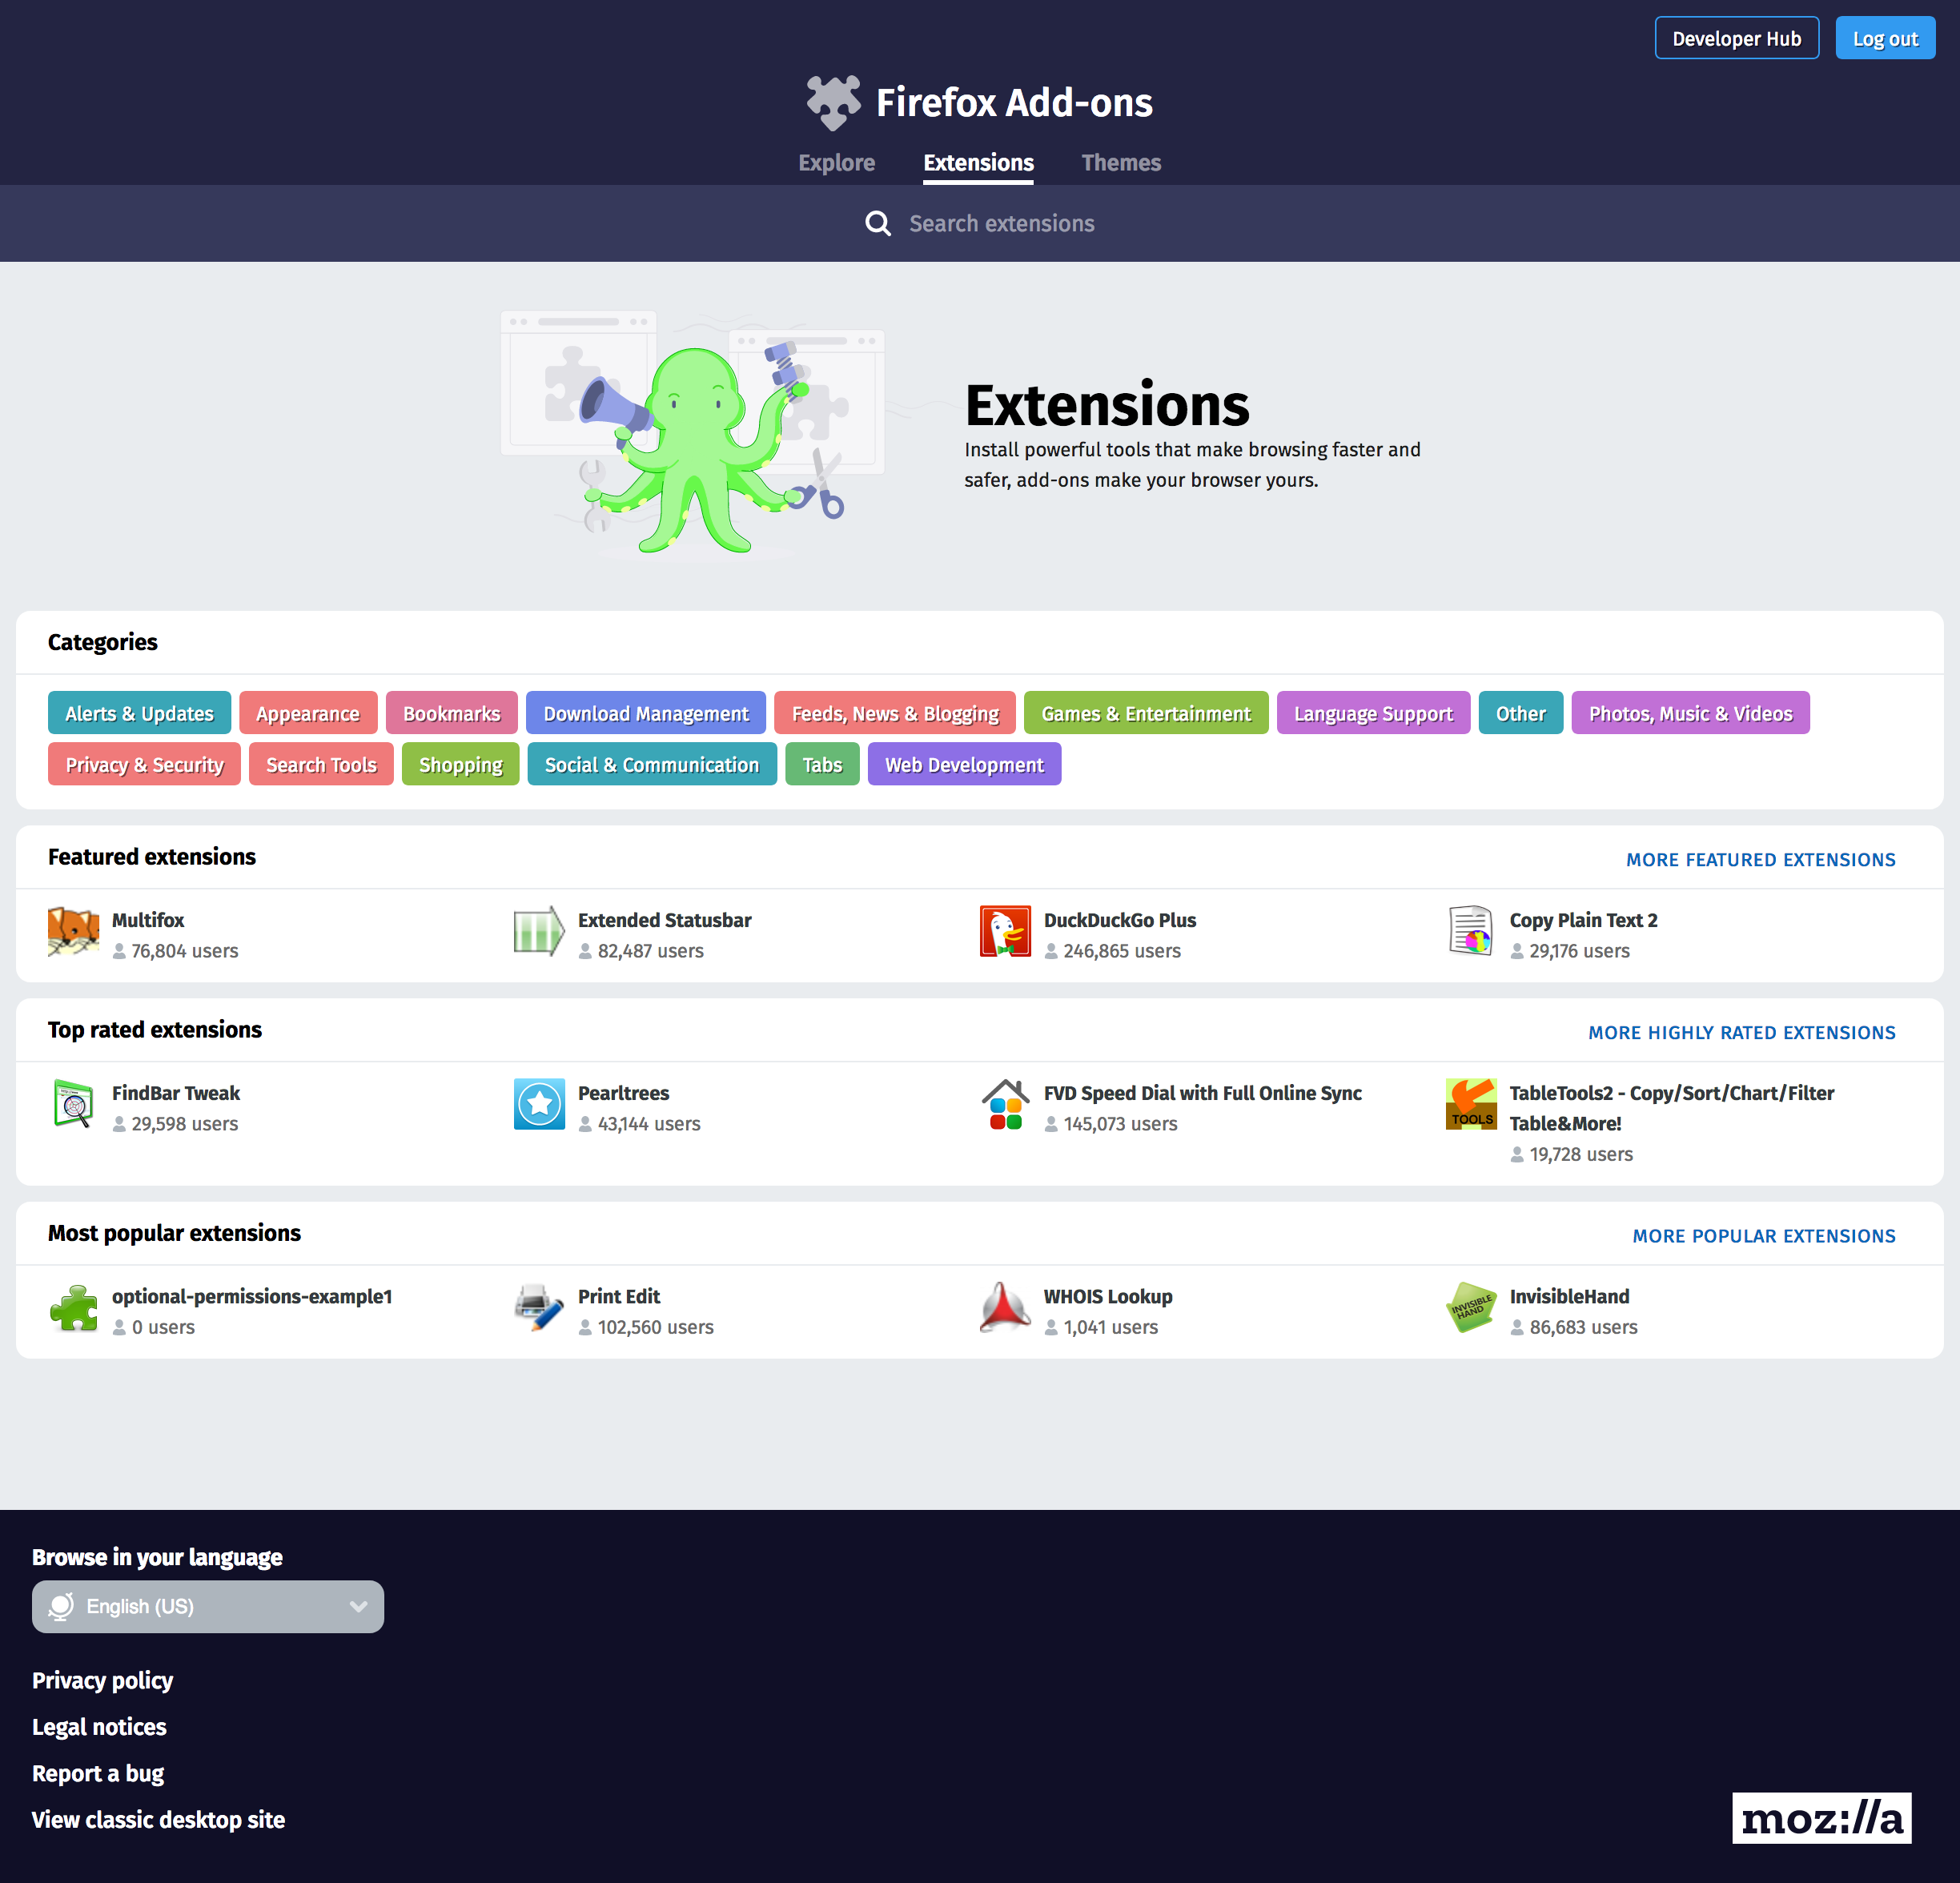 Developer Hub
Log out
Firefox Add-ons
Explore
Extensions
Themes
Search extensions
Extensions
Install powerful tools that make browsing faster and
safer, add-ons make your browser yours.
Categories
Alerts & Updates
Appearance
Bookmarks
Download Management
Feeds, News & Blogging
Games & Entertainment
Language Support
Other
Photos, Music & Videos
Privacy & Security
Search Tools
Shopping
Social & Communication
Tabs
Web Development
Featured extensions
MORE FEATURED EXTENSIONS
Multifox
76,804 users
Extended Statusbar
82,487 users
DuckDuckGo Plus
246,865 users
Copy Plain Text 2
29,176 users
Top rated extensions
MORE HIGHLY RATED EXTENSIONS
FindBar Tweak
29,598 users
Pearltrees
43,144 users
FVD Speed Dial with Full Online Sync
145,073 users
TOOLS
TableTools2 - Copy/Sort/Chart/Filter
Table&More!
19,728 users
Most popular extensions
MORE POPULAR EXTENSIONS
optional-permissions-example1
0 users
Print Edit
102,560 users
WHOIS Lookup
1,041 users
INVISIBLE
HAND
InvisibleHand
86,683 users
Browse in your language
English (US)
Privacy policy
Legal notices
Report a bug
View classic desktop site
moz://a